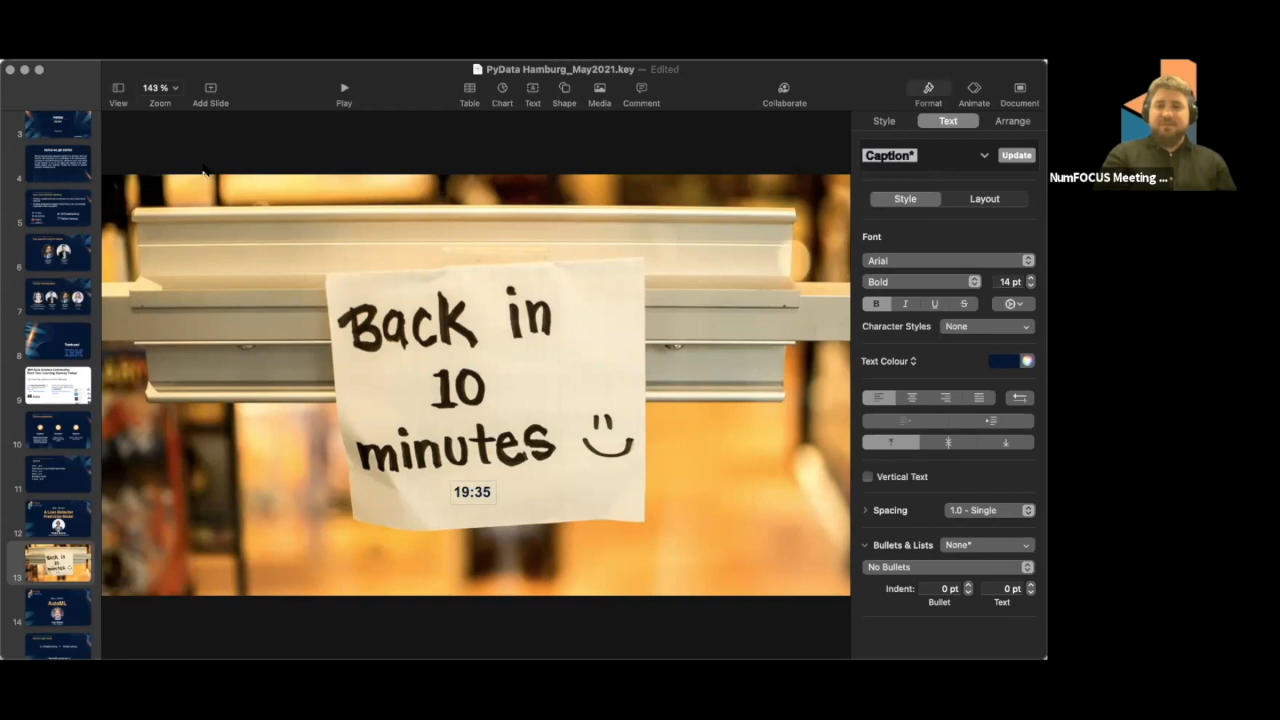 PyData Hamburg_May2021.key — Edited
143 %
View
Zoom
Add Slide
Play
Table
Chart
Text
Shape
Media
Comment
Collaborate
Format
Animate
Document
Style
Text
Arrange
Caption*
Update
Style
Layout
Font
Arial
Bold
14 pt
B I U S
Character Styles
None
Text Colour
Vertical Text
Spacing
1.0 - Single
Bullets & Lists
None*
No Bullets
Indent:
0 pt
0 pt
Bullet
Text
3
4
5
6
7
8
IBM
9
10
11
12
13
14
AutoML
Back in
10
minutes
19:35
NumFOCUS Meeting ...